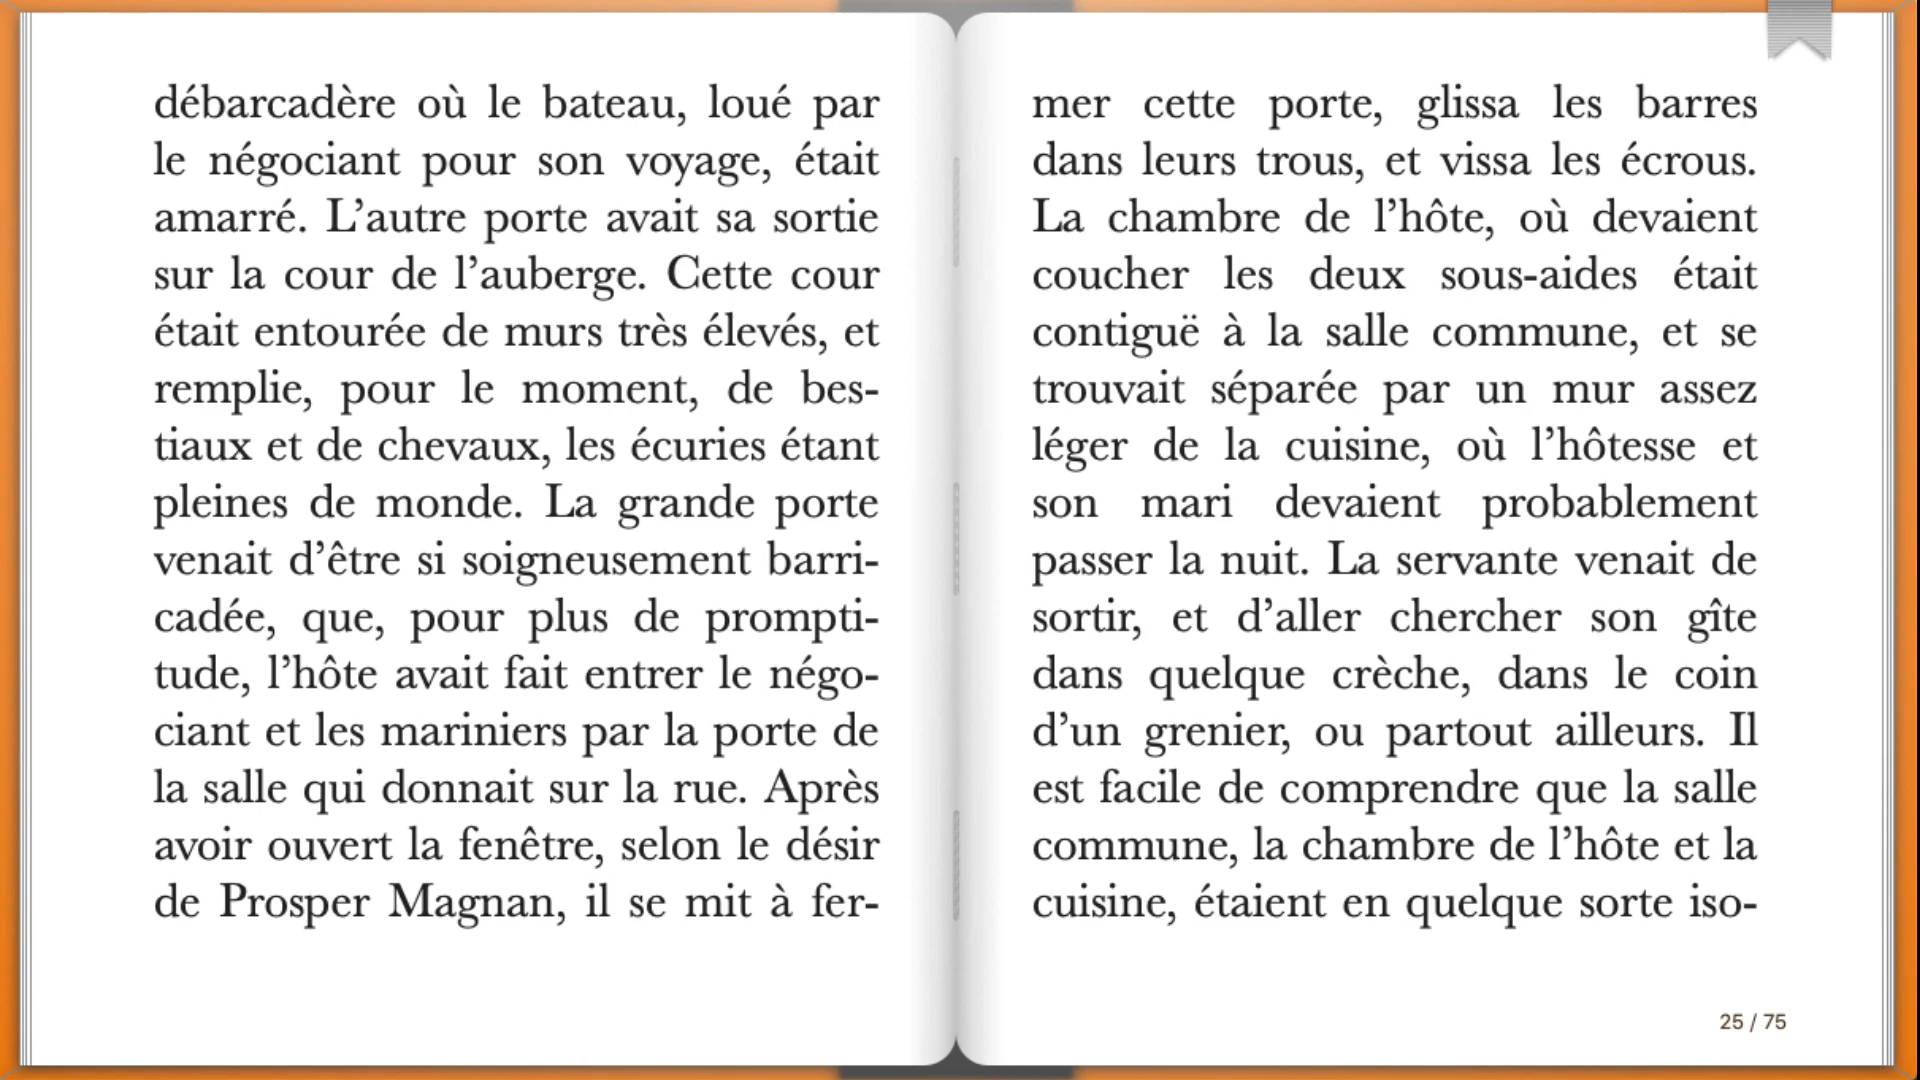 débarcadère où le bateau, loué par
le négociant pour son voyage, était
amarré. L’autre porte avait sa sortie
sur la cour de l’auberge. Cette cour
était entourée de murs très élevés, et
remplie, pour le moment, de bes-
tiaux et de chevaux, les écuries étant
pleines de monde. La grande porte
venait d’être si soigneusement barri-
cadée, que, pour plus de prompti-
tude, l’hôte avait fait entrer le négo-
ciant et les mariniers par la porte de
la salle qui donnait sur la rue. Après
avoir ouvert la fenêtre, selon le désir
de Prosper Magnan, il se mit à fer-
mer cette porte, glissa les barres
dans leurs trous, et vissa les écrous.
La chambre de l’hôte, où devaient
coucher les deux sous-aides était
contiguë à la salle commune, et se
trouvait séparée par un mur assez
léger de la cuisine, où l’hôtesse et
son mari devaient probablement
passer la nuit. La servante venait de
sortir, et d’aller chercher son gîte
dans quelque crèche, dans le coin
d’un grenier, ou partout ailleurs. Il
est facile de comprendre que la salle
commune, la chambre de l’hôte et la
cuisine, étaient en quelque sorte iso-
25 / 75